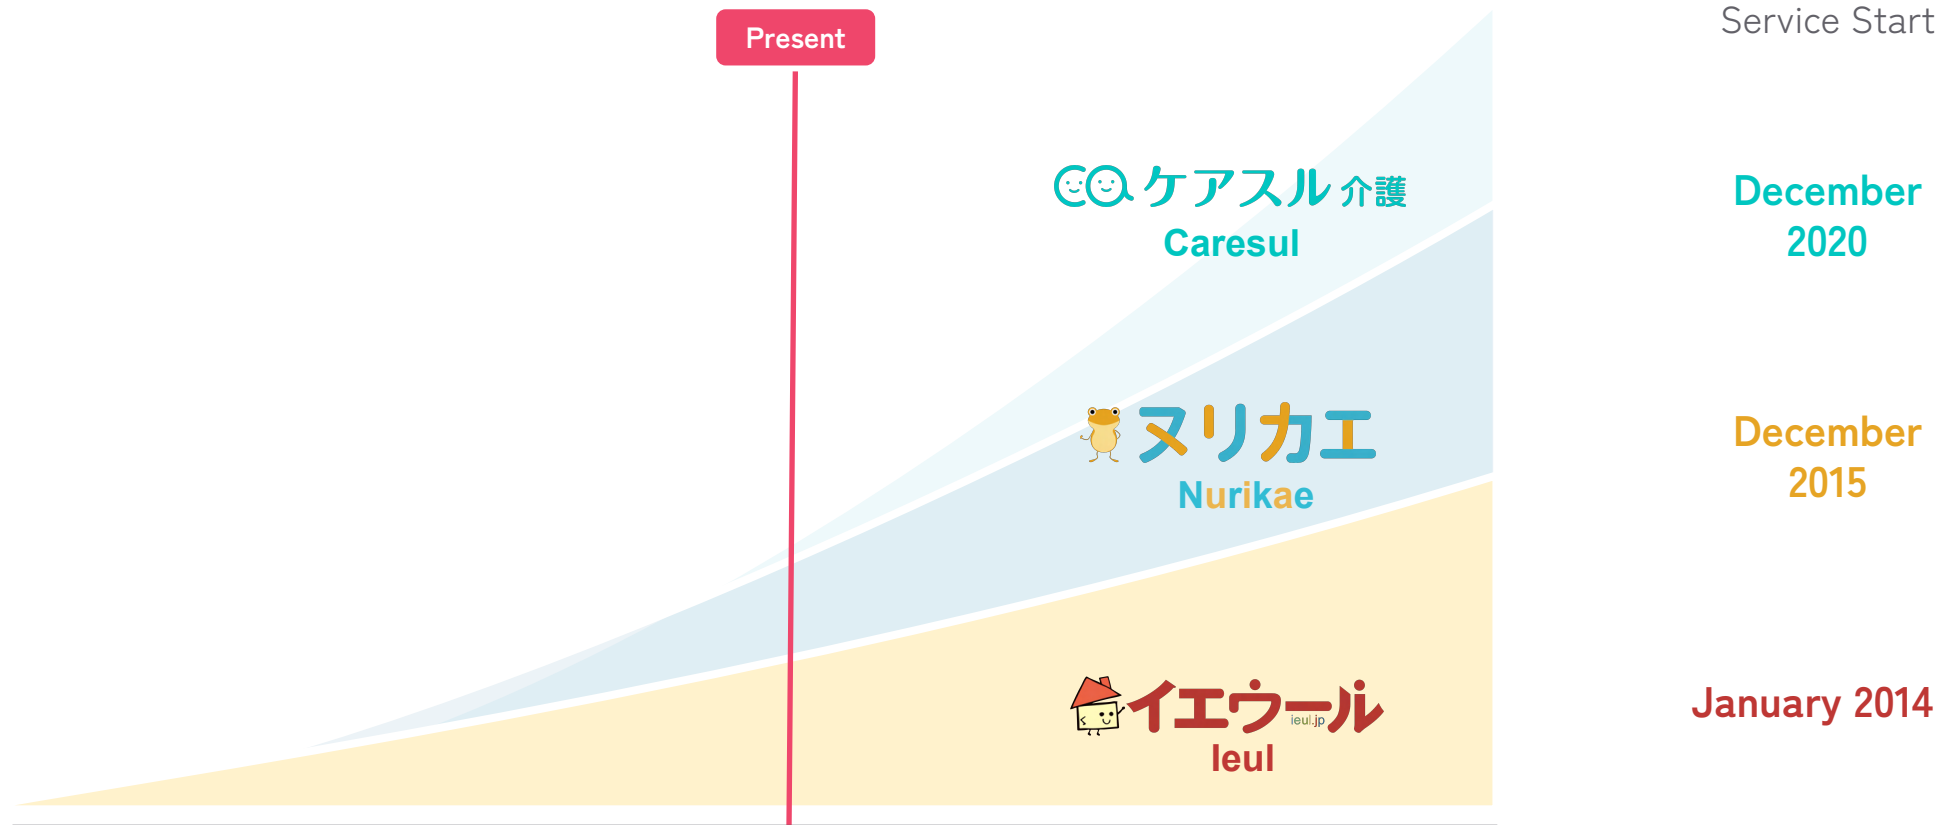 Present
Service Start
ケアスル 介護
Caresul
December
2020
ヌリカエ
Nurikae
December
2015
イエウール
ieul.jp
Ieul
January 2014